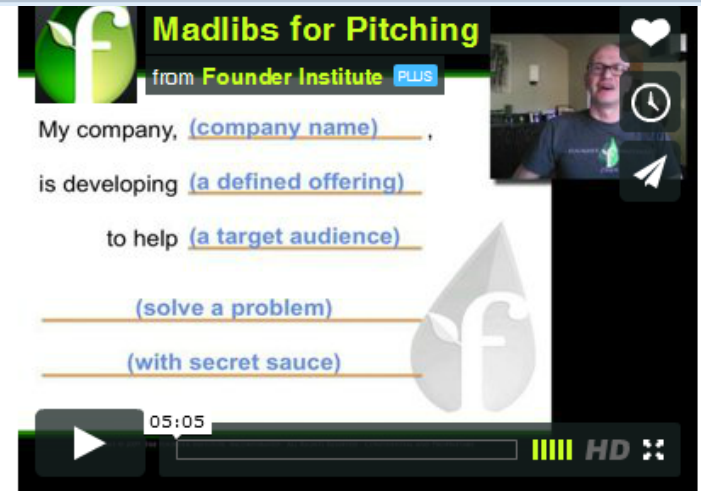 Madlibs for Pitching
from Founder Institute PLUS
My company, (company name) ,
is developing (a defined offering)
to help (a target audience)
(solve a problem)
(with secret sauce)
05:05
HD